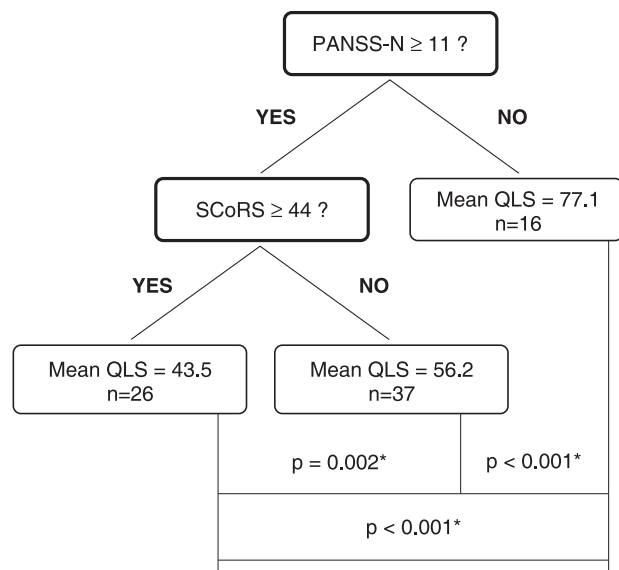 PANSS-N ≥ 11 ?
YES
NO
SCoRS ≥ 44 ?
Mean QLS = 77.1
n=16
YES
NO
Mean QLS = 43.5
n=26
Mean QLS = 56.2
n=37
p = 0.002*
p < 0.001*
p < 0.001*